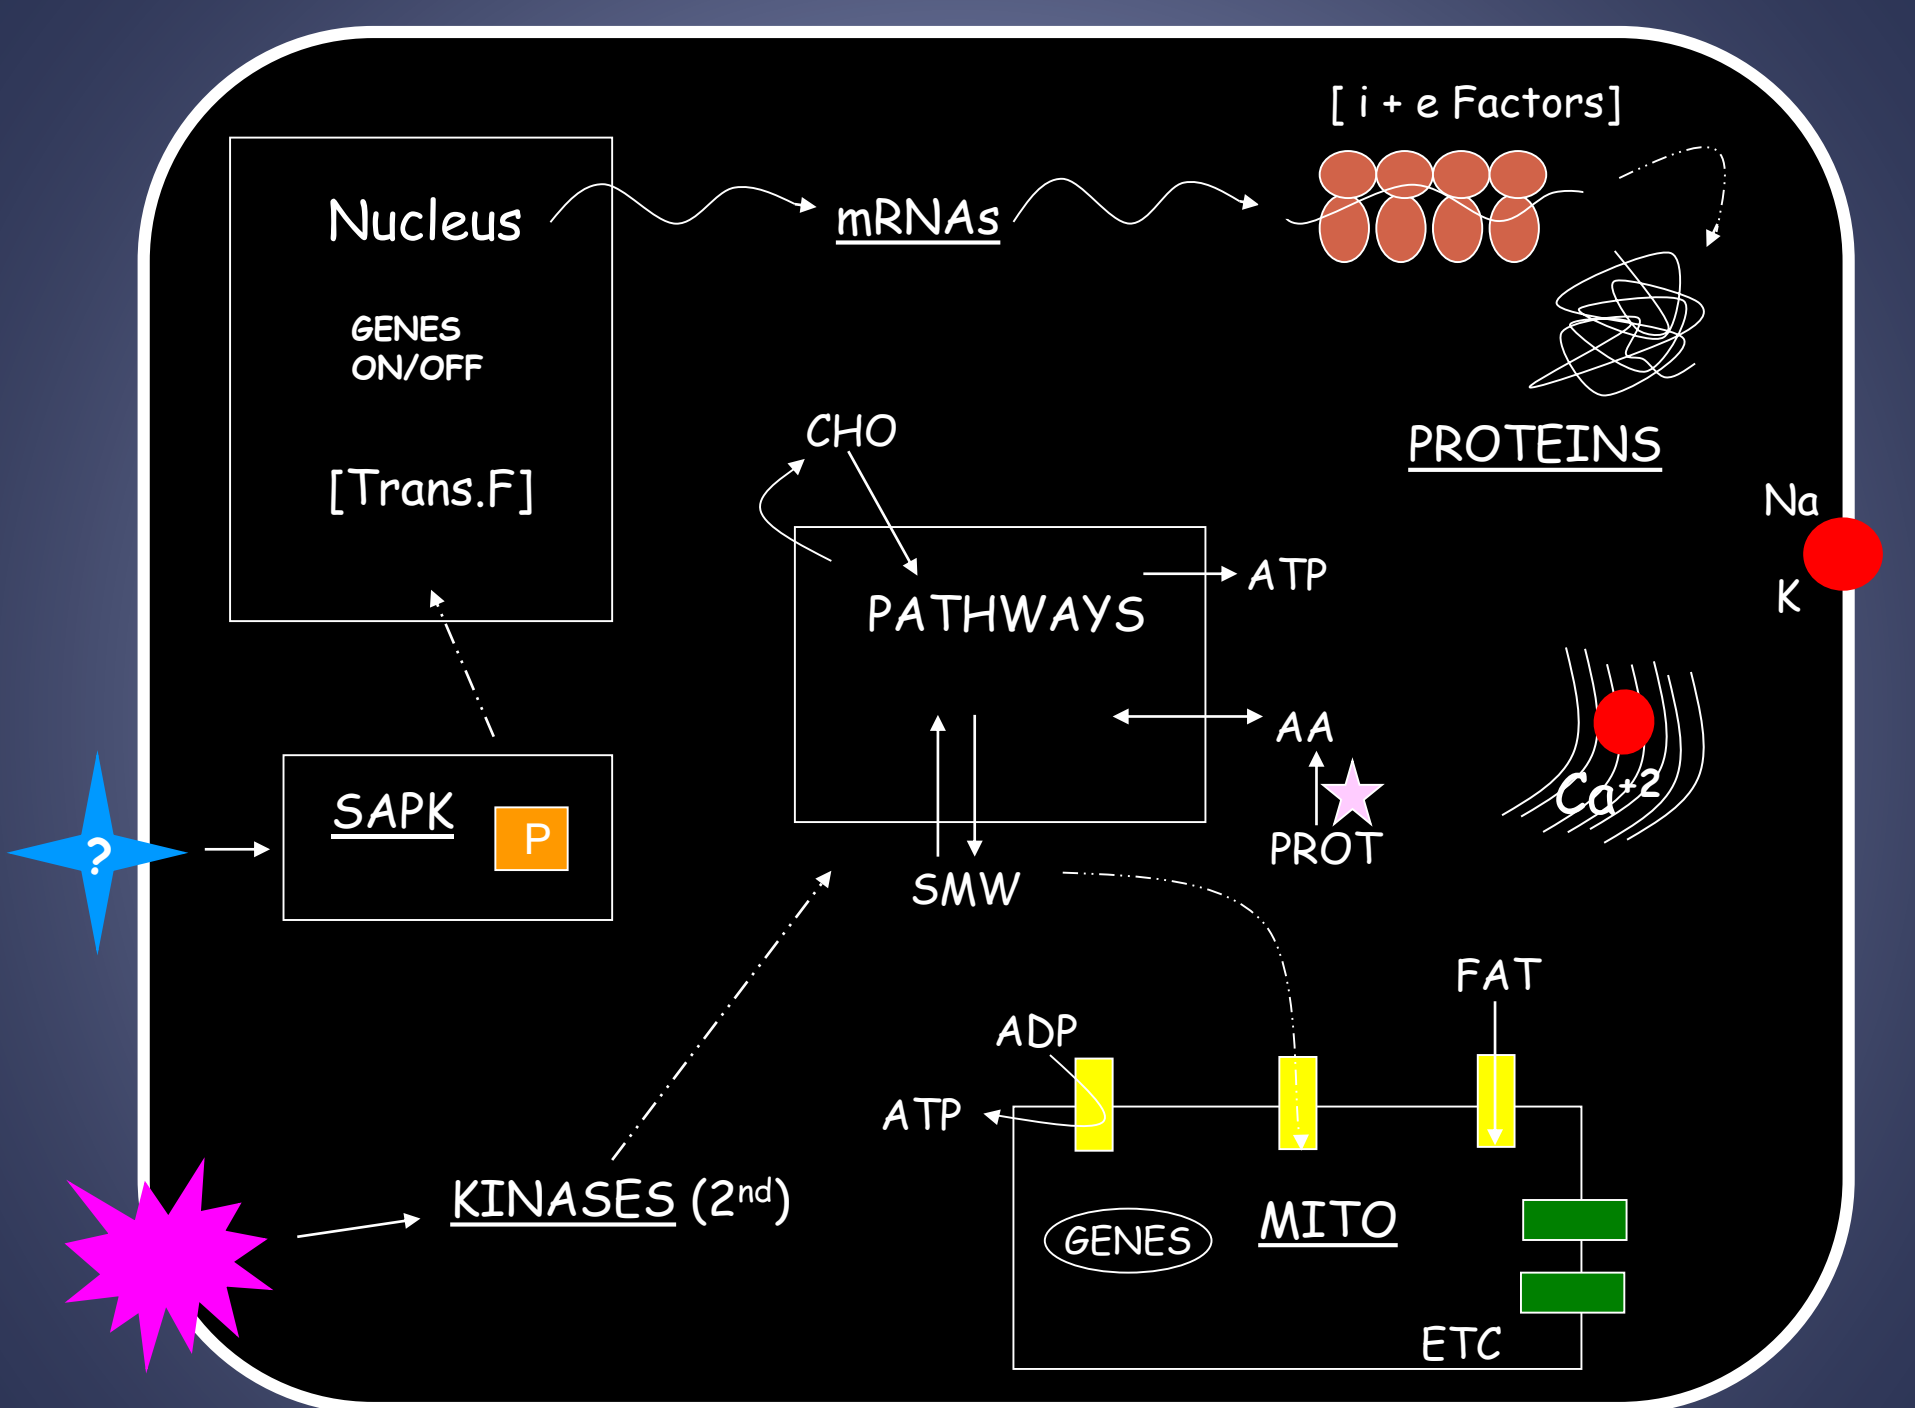 [ i + e Factors]
Nucleus
mRNAs
GENES
ON/OFF
CHO
PROTEINS
[Trans.F]
Na
ATP
K
PATHWAYS
AA
Ca+2
SAPK
P
?
PROT
SMW
FAT
ADP
ATP
KINASES (2nd)
MITO
GENES
ETC